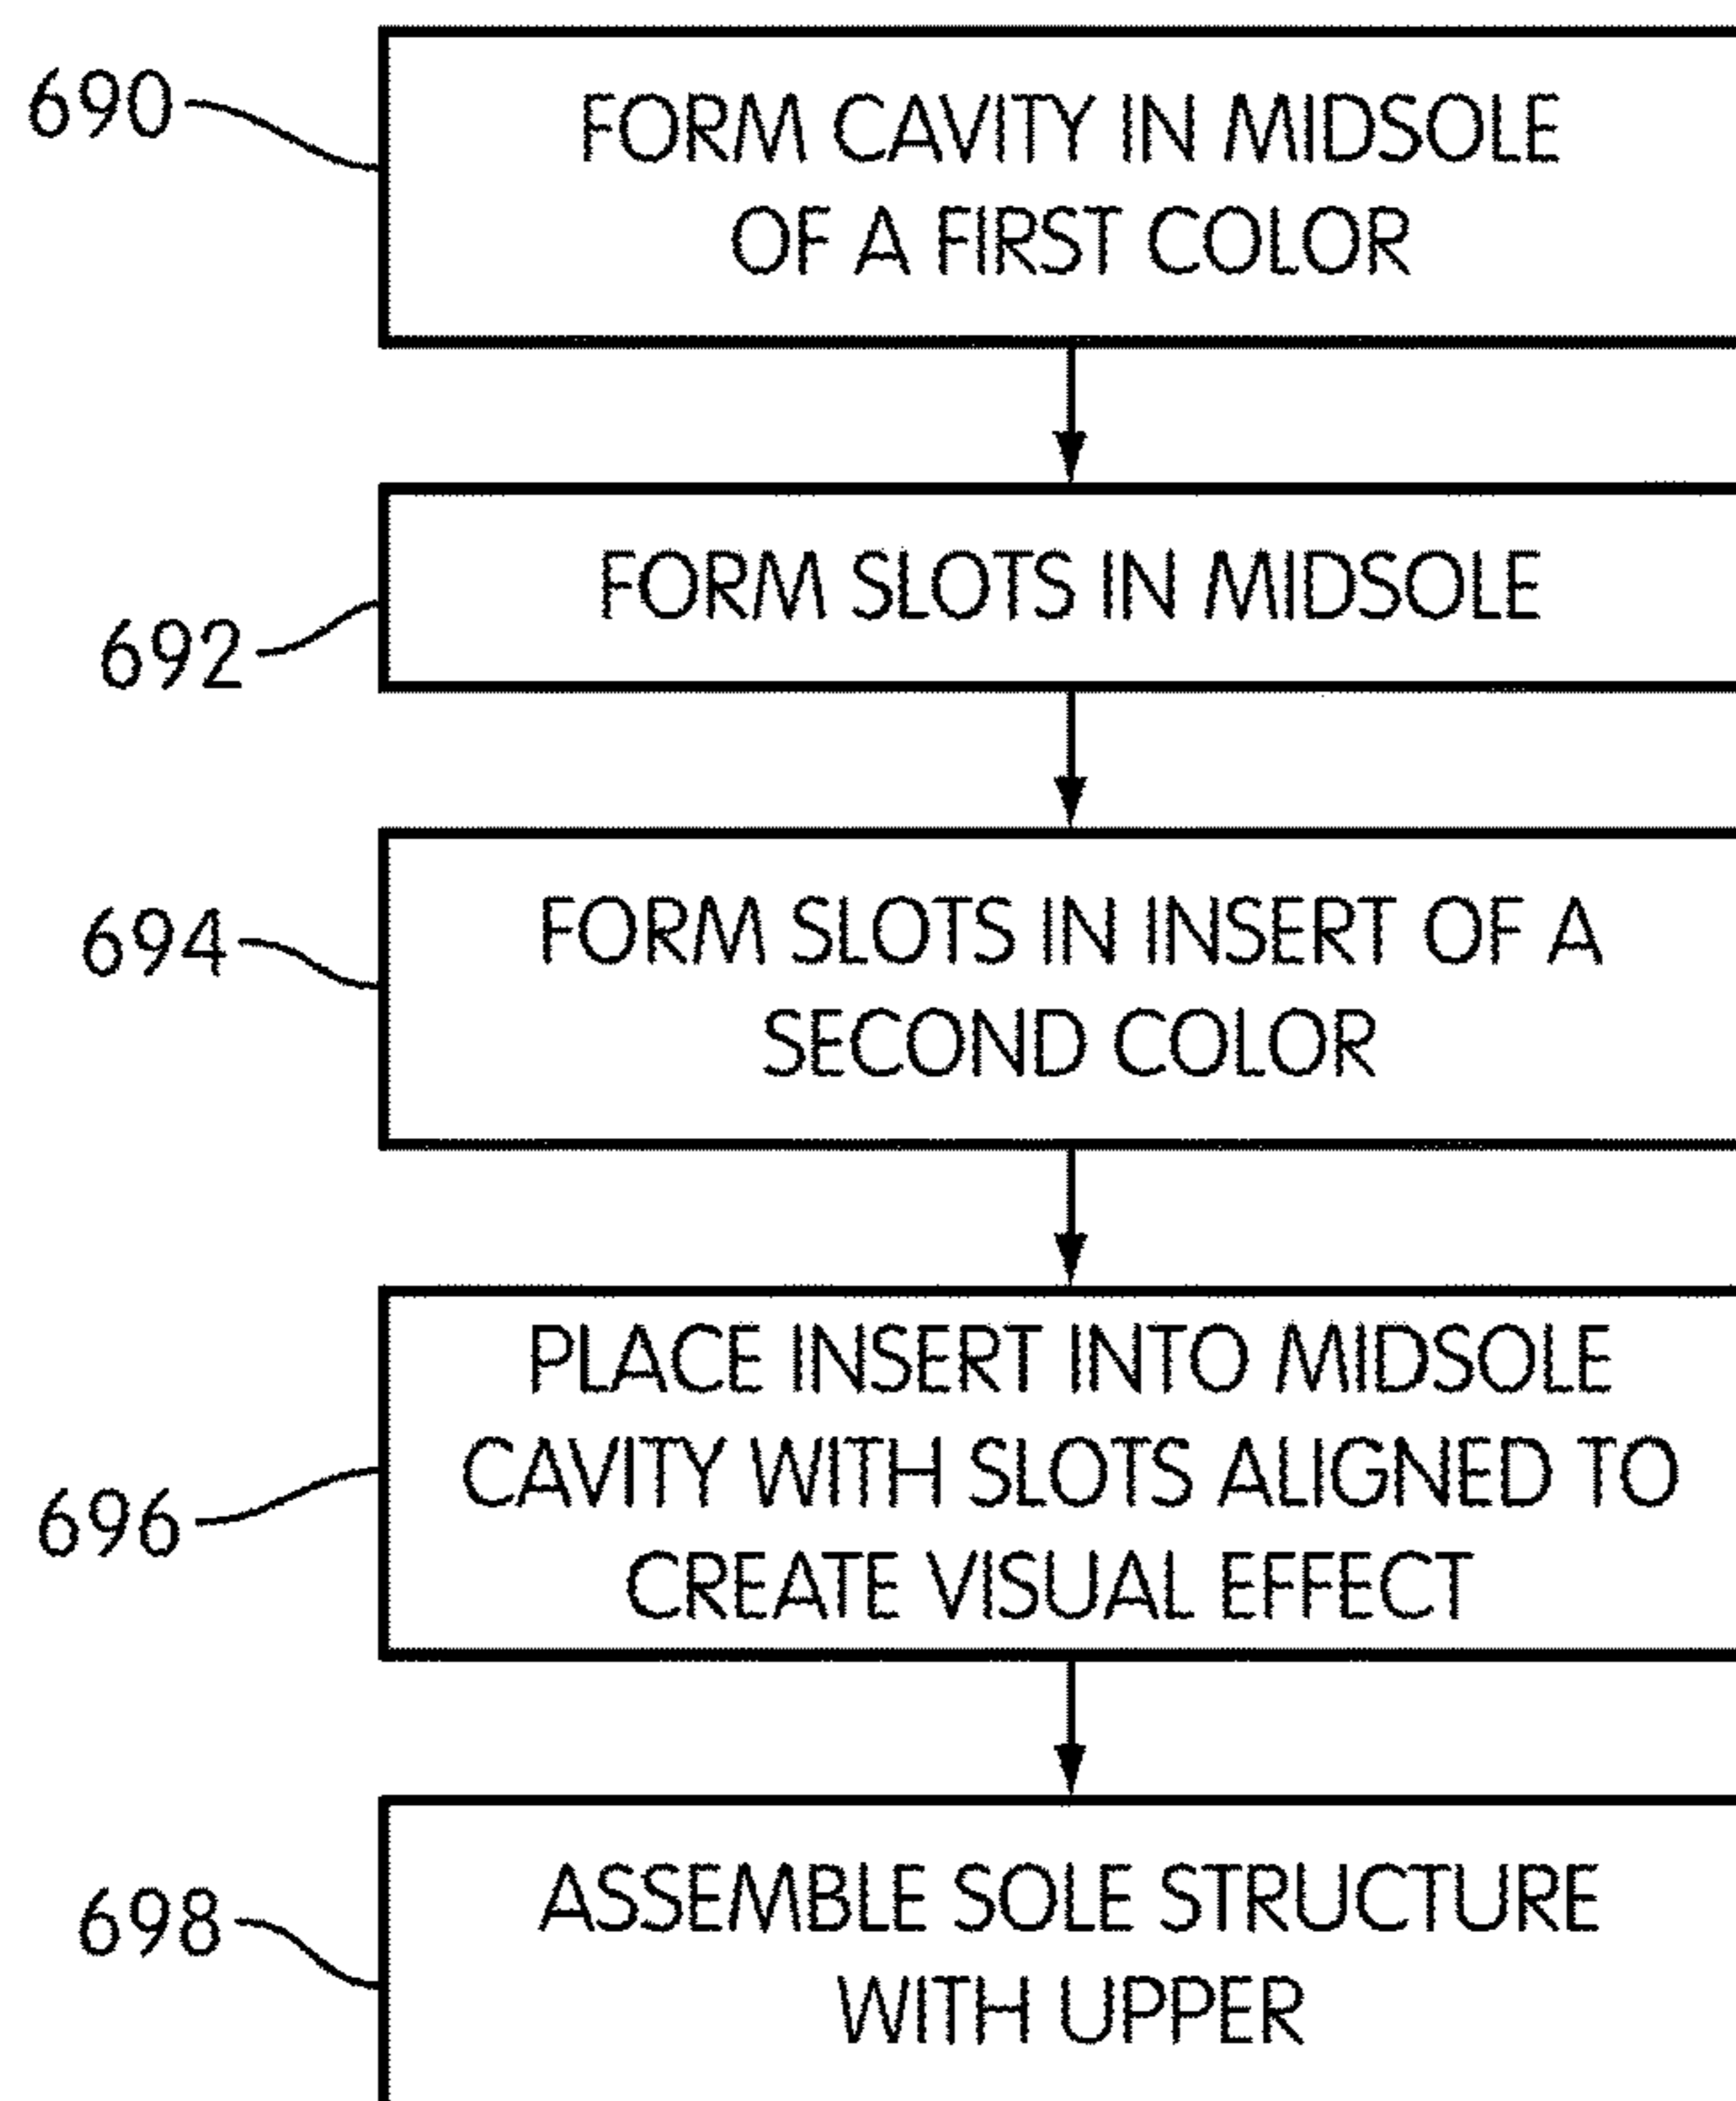 690
FORM CAVITY IN MIDSOLE
OF A FIRST COLOR
692
FORM SLOTS IN MIDSOLE
694
FORM SLOTS IN INSERT OF A
SECOND COLOR
696
PLACE INSERT INTO MIDSOLE
CAVITY WITH SLOTS ALIGNED TO
CREATE VISUAL EFFECT
698
ASSEMBLE SOLE STRUCTURE
WITH UPPER